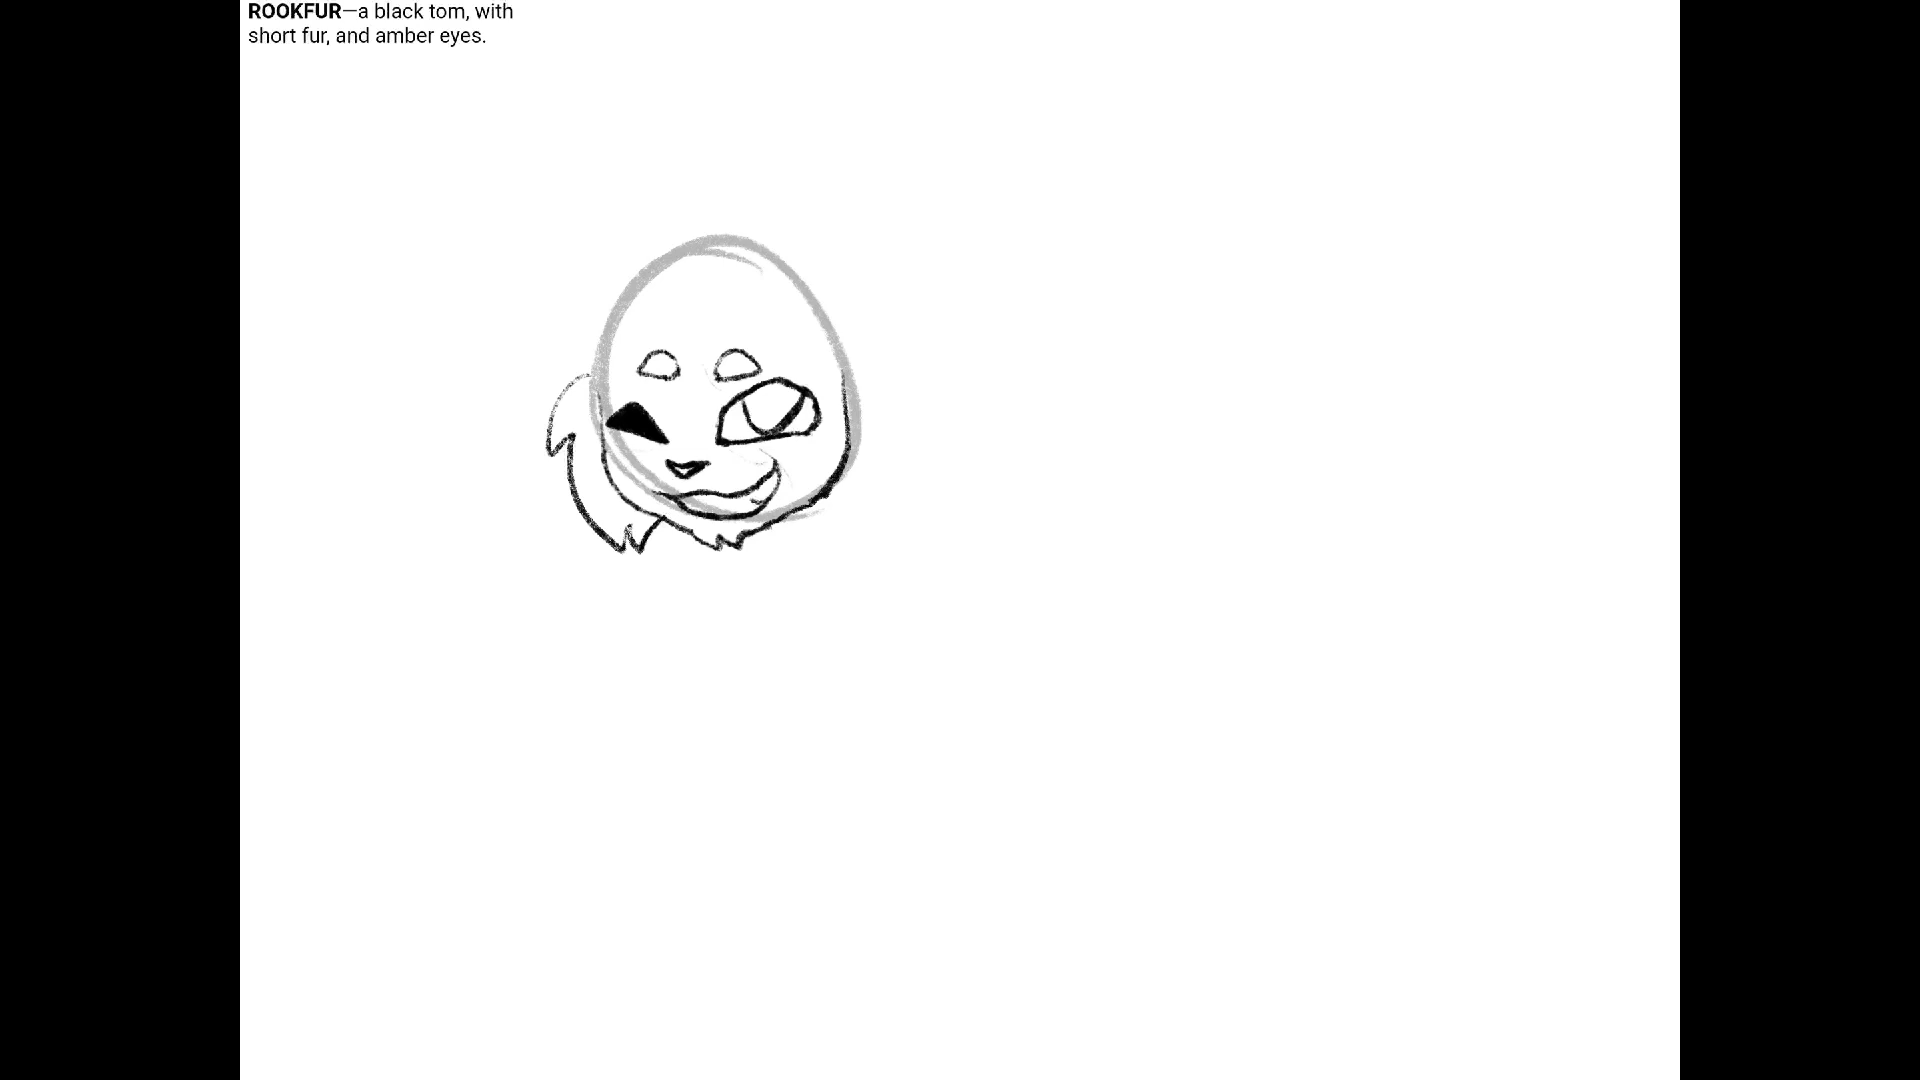 ROOKFUR—a black tom, with
short fur, and amber eyes.